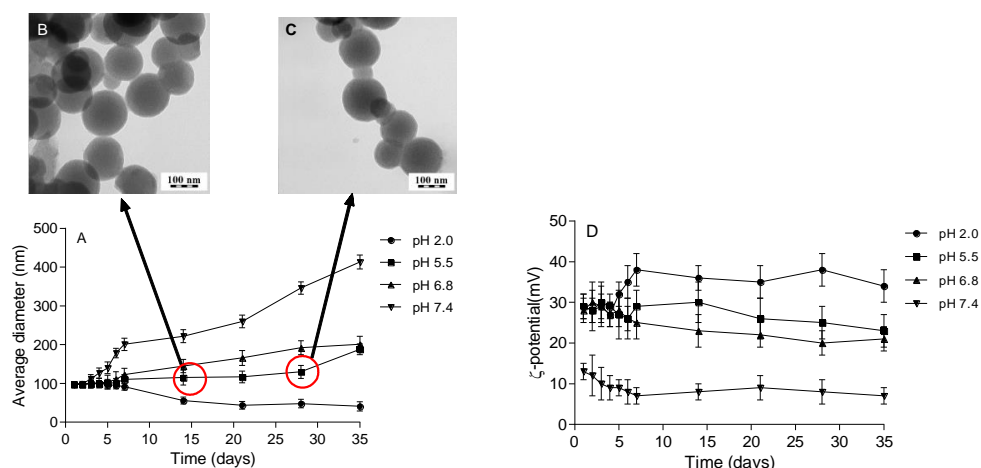 B
100 nm
C
100 nm
A
Average diameter (nm)
500
400
300
200
100
0
0
5
10
15
20
25
30
35
Time (days)
pH 2.0
pH 5.5
pH 6.8
pH 7.4
D
ζ-potential(mV)
50
40
30
20
10
0
0
5
10
15
20
25
30
35
Time (days)
pH 2.0
pH 5.5
pH 6.8
pH 7.4